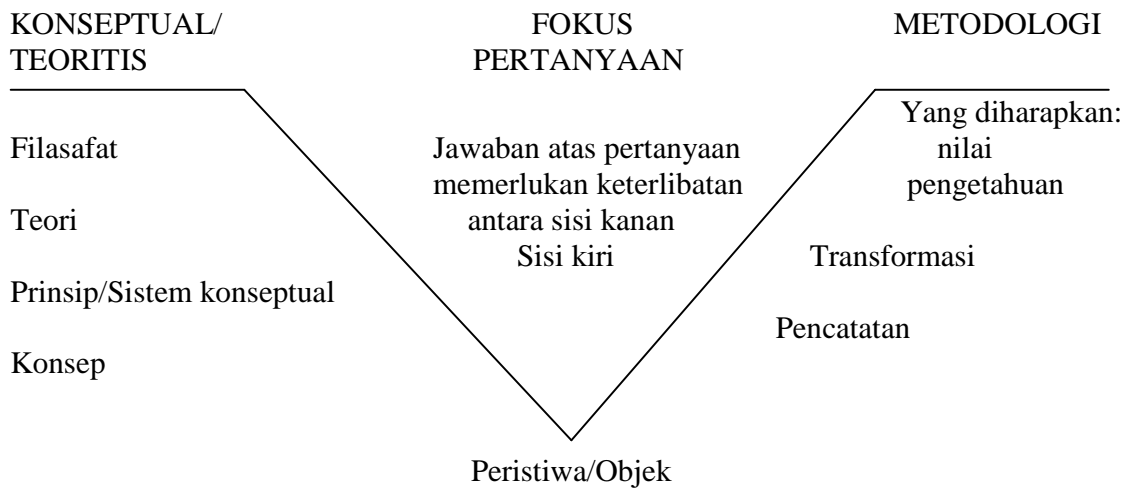 KONSEPTUAL/
TEORITIS
FOKUS
PERTANYAAN
METODOLOGI
Filasafat
Teori
Prinsip/Sistem konseptual
Konsep
Jawaban atas pertanyaan
memerlukan keterlibatan
antara sisi kanan
Sisi kiri
Yang diharapkan:
nilai
pengetahuan
Transformasi
Pencatatan
Peristiwa/Objek